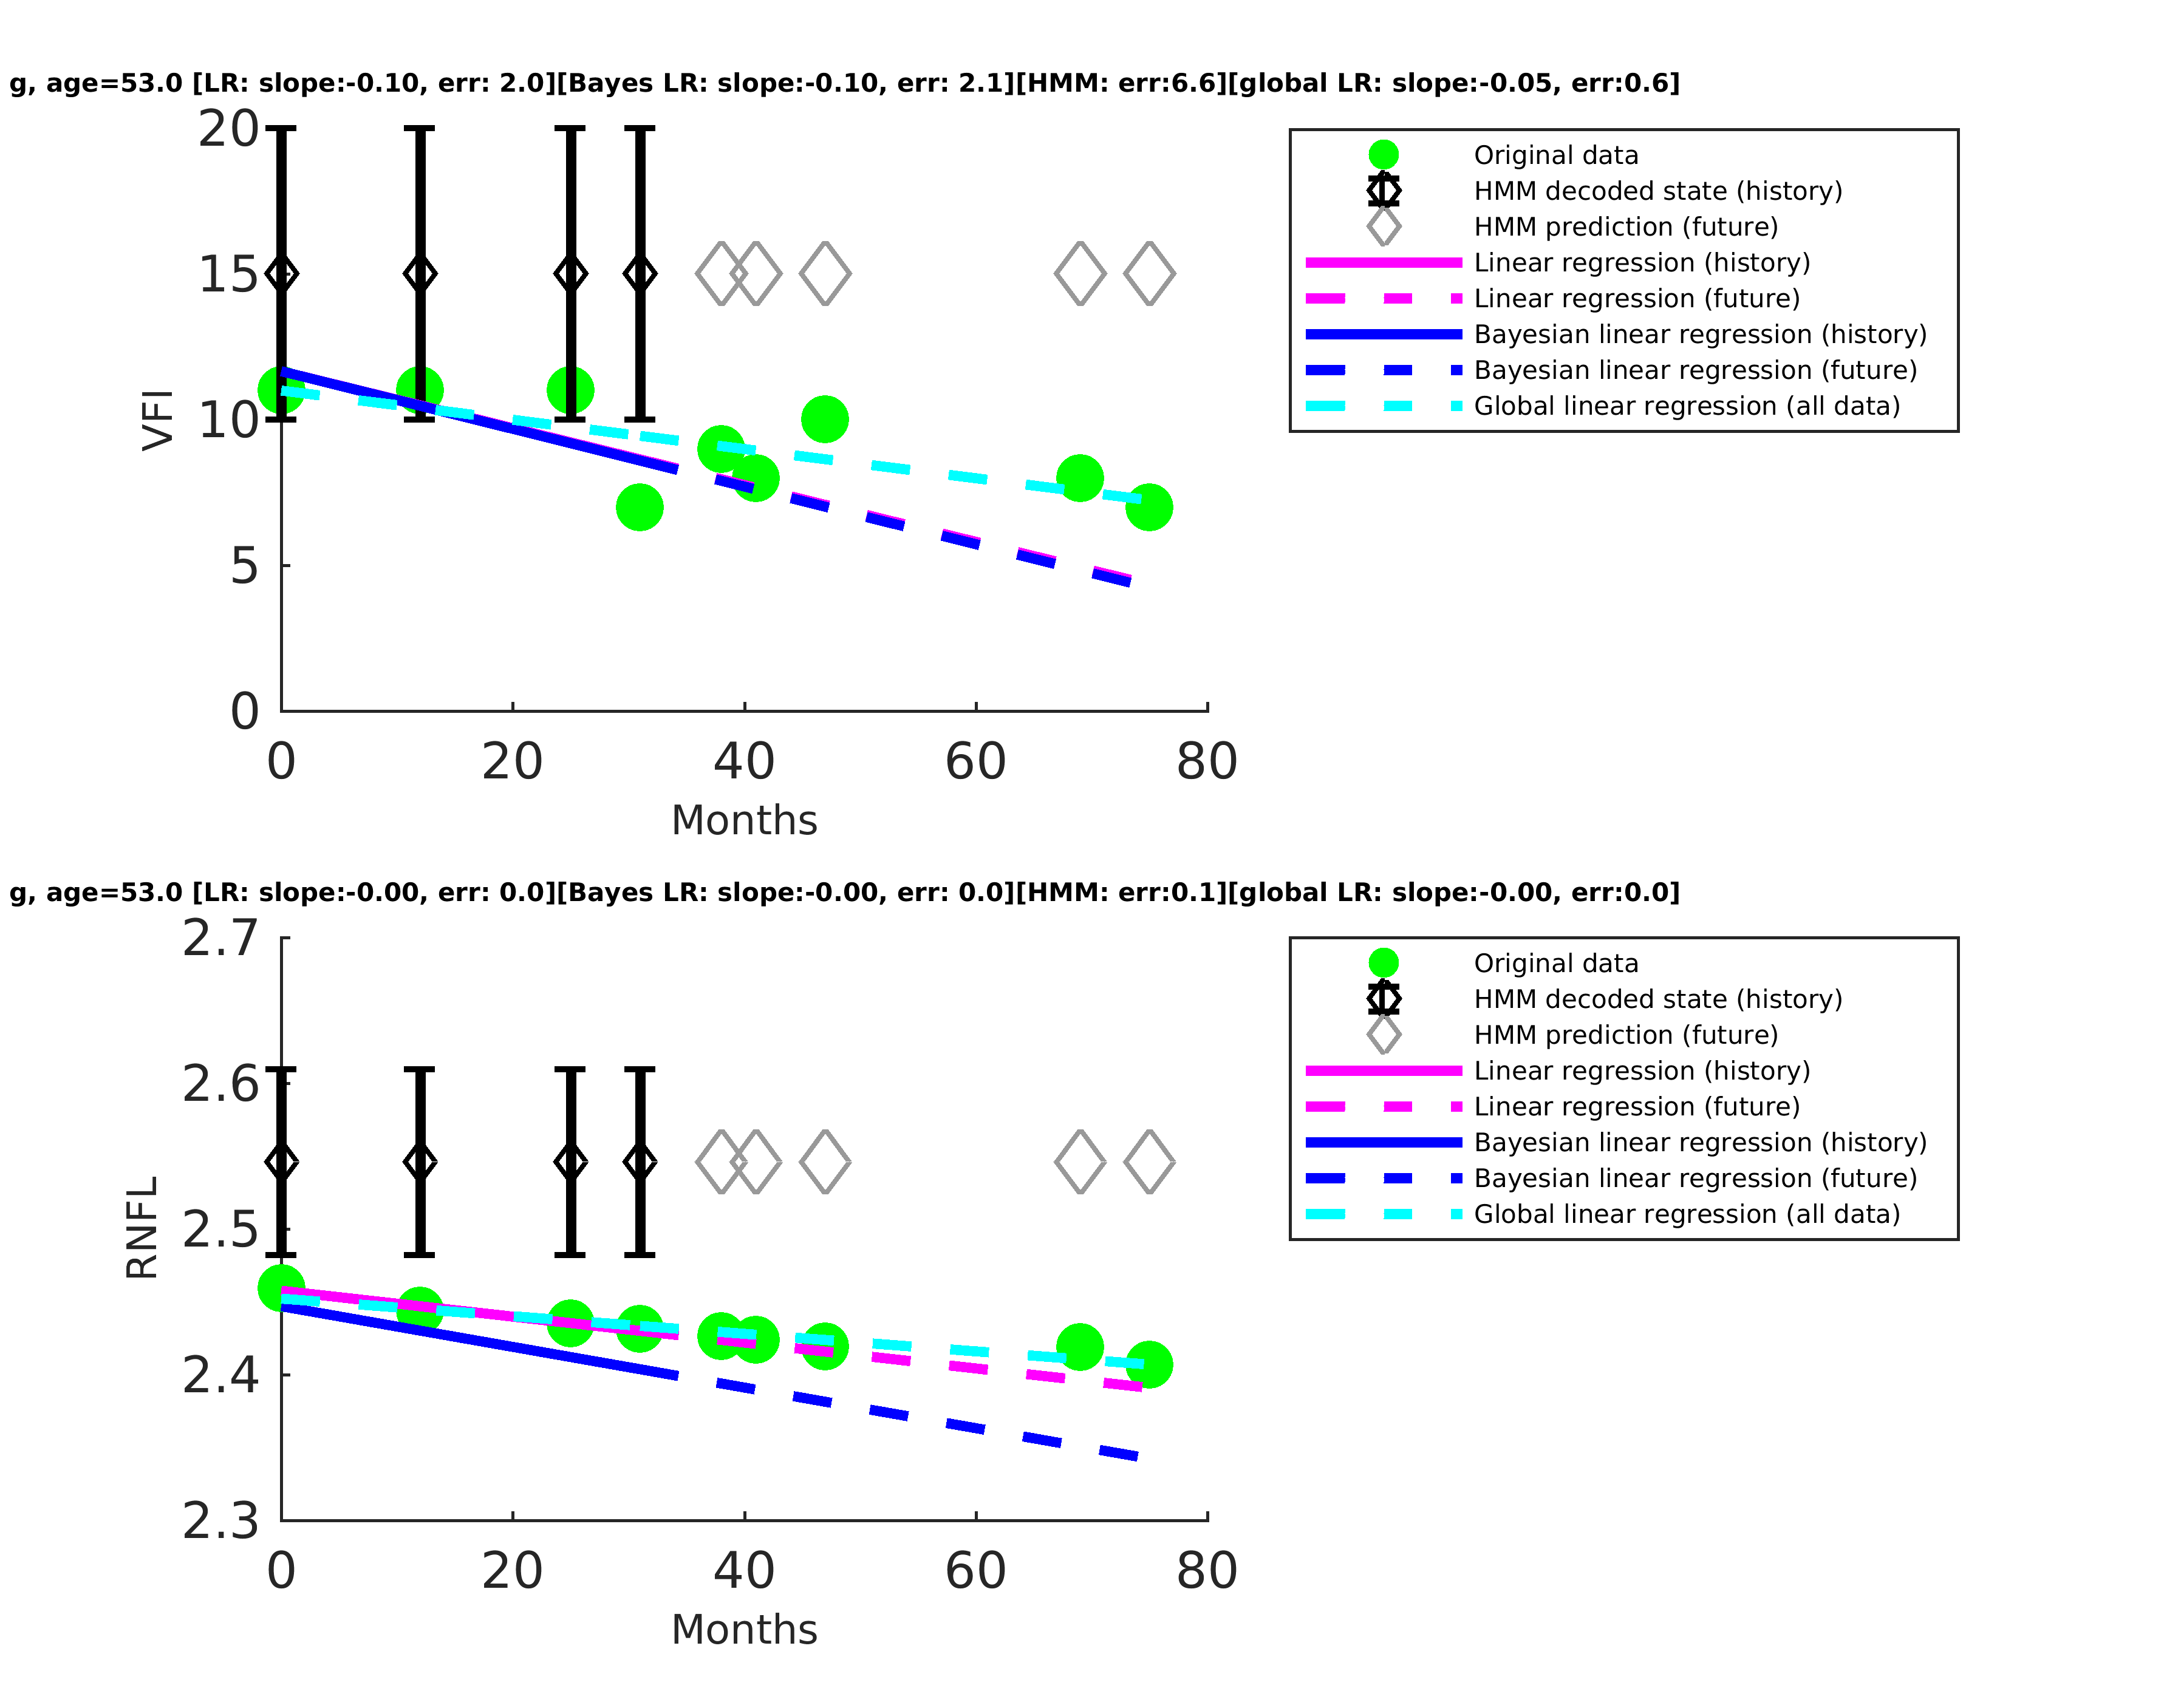 g, age=53.0 [LR: slope:-0.10, err: 2.0][Bayes LR: slope:-0.10, err: 2.1][HMM: err:6.6][global LR: slope:-0.05, err:0.6]
20
15
10
5
0
VFI
0 20 40 60 80
Months
Original data
HMM decoded state (history)
HMM prediction (future)
Linear regression (history)
Linear regression (future)
Bayesian linear regression (history)
Bayesian linear regression (future)
Global linear regression (all data)
g, age=53.0 [LR: slope:-0.00, err: 0.0][Bayes LR: slope:-0.00, err: 0.0][HMM: err:0.1][global LR: slope:-0.00, err:0.0]
2.7
2.6
2.5
2.4
2.3
RNFL
0 20 40 60 80
Months
Original data
HMM decoded state (history)
HMM prediction (future)
Linear regression (history)
Linear regression (future)
Bayesian linear regression (history)
Bayesian linear regression (future)
Global linear regression (all data)